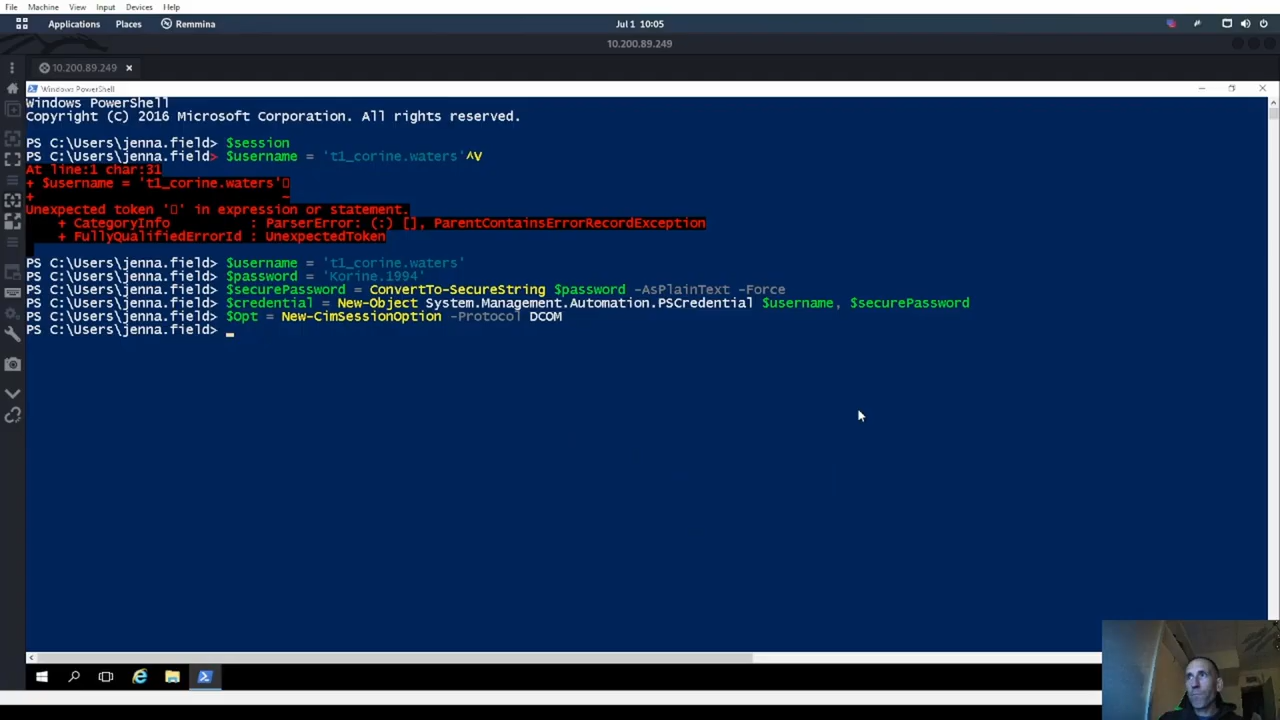 File Machine View Input Devices Help
Applications Places Remmina Jul 1 10:05
10.200.89.249
10.200.89.249 ×
Windows PowerShell
Windows PowerShell
Copyright (C) 2016 Microsoft Corporation. All rights reserved.
PS C:\Users\jenna.field> $session
PS C:\Users\jenna.field> $username = 't1_corine.waters'^V
At line:1 char:31
+ $username = 't1_corine.waters'
+                               ~
Unexpected token '' in expression or statement.
    + CategoryInfo          : ParserError: (:) [], ParentContainsErrorRecordException
    + FullyQualifiedErrorId : UnexpectedToken
PS C:\Users\jenna.field> $username = 't1_corine.waters'
PS C:\Users\jenna.field> $password = 'Korine.1994'
PS C:\Users\jenna.field> $securePassword = ConvertTo-SecureString $password -AsPlainText -Force
PS C:\Users\jenna.field> $credential = New-Object System.Management.Automation.PSCredential $username, $securePassword
PS C:\Users\jenna.field> $Opt = New-CimSessionOption -Protocol DCOM
PS C:\Users\jenna.field>